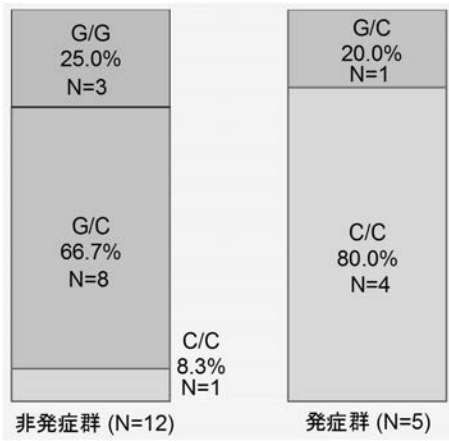 G/G
25.0%
N=3
G/C
66.7%
N=8
C/C
8.3%
N=1
非発症群 (N=12)
G/C
20.0%
N=1
C/C
80.0%
N=4
発症群 (N=5)